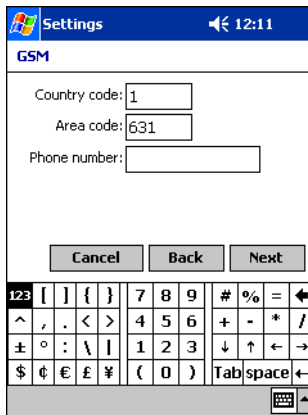 Settings 12:11
GSM
Country code: 1
Area code: 631
Phone number:
Cancel Back Next
123 [ ] { } 7 8 9 # % =
^ , . < > 4 5 6 + - * /
± ° : \ | 1 2 3 ↓ ↑ ← →
$ ¢ € £ ¥ ( 0 ) Tab space ←